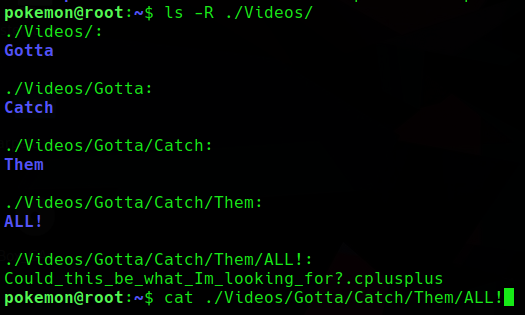 pokemon@root:~$ ls -R ./Videos/
./Videos/:
Gotta
./Videos/Gotta:
Catch
./Videos/Gotta/Catch:
Them
./Videos/Gotta/Catch/Them:
ALL!
./Videos/Gotta/Catch/Them/ALL!:
Could_this_be_what_Im_looking_for?.cplusplus
pokemon@root:~$ cat ./Videos/Gotta/Catch/Them/ALL!